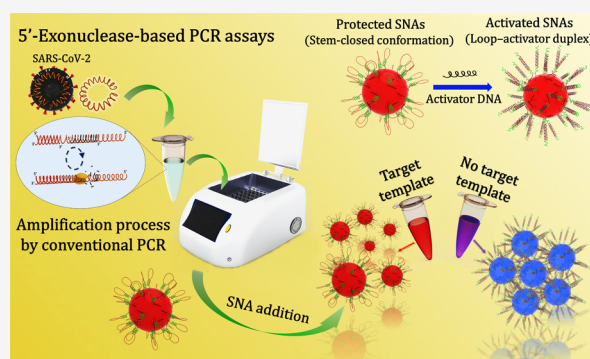 5'-Exonuclease-based PCR assays
SARS-CoV-2
Amplification process
by conventional PCR
Protected SNAs
(Stem-closed conformation)
Activator DNA
Activated SNAs
(Loop–activator duplex)
Target
template
No target
template
SNA addition